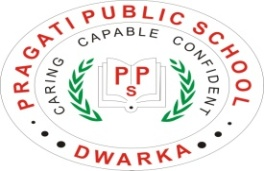 PRAGATI PUBLIC SCHOOL
CARING CAPABLE CONFIDENT
PPS
DWARKA